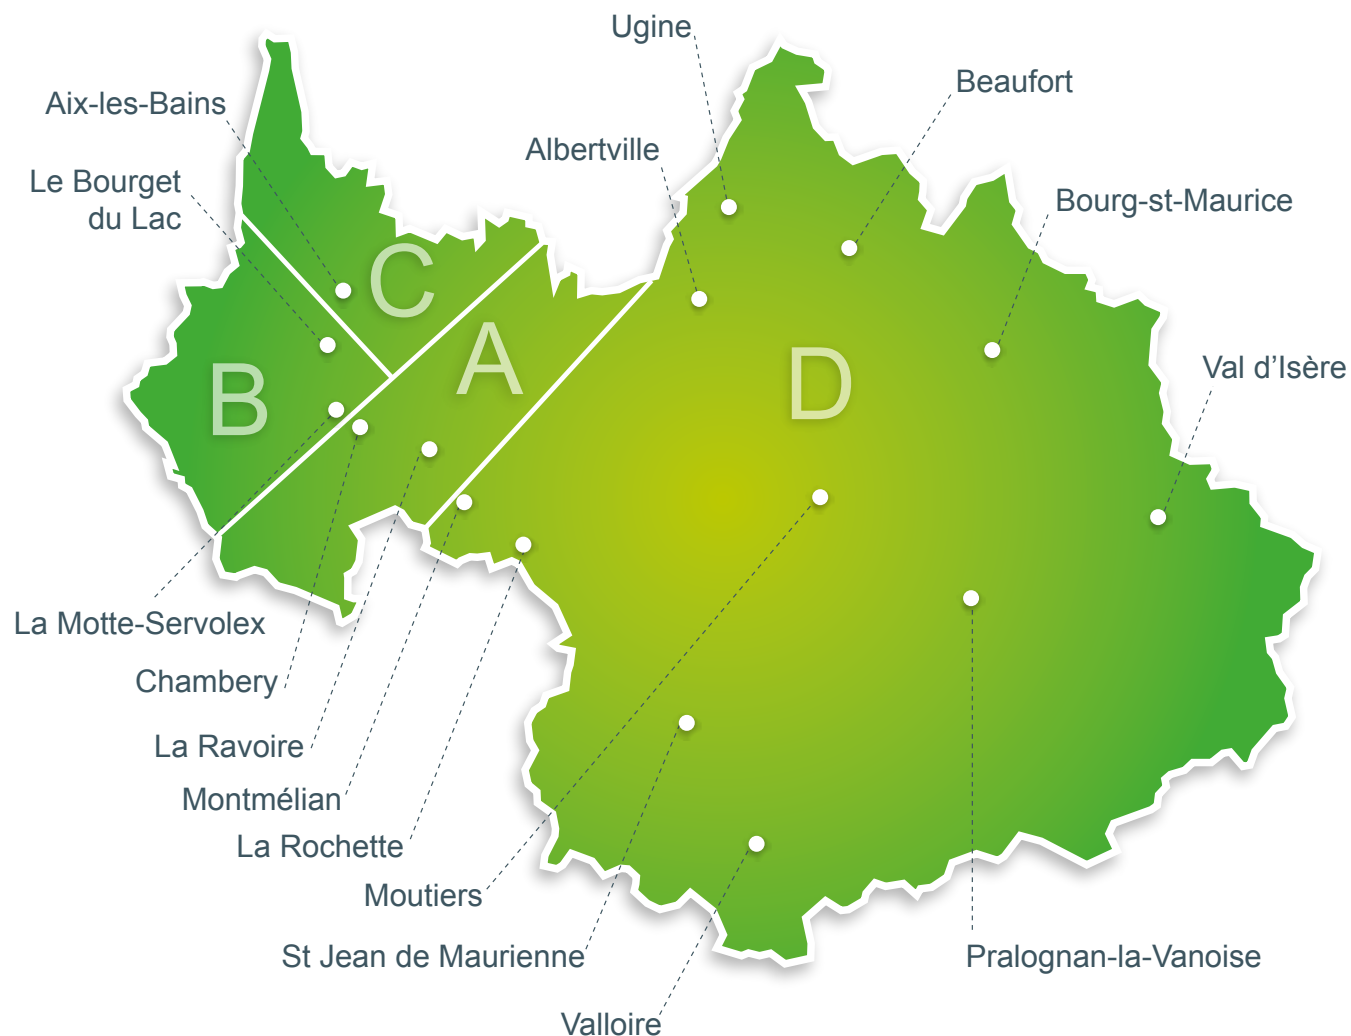 Ugine
Beaufort
Aix-les-Bains
Albertville
Le Bourget
du Lac
Bourg-st-Maurice
C
A
B
D
Val d'Isère
La Motte-Servolex
Chambery
La Ravoire
Montmélian
La Rochette
Moutiers
St Jean de Maurienne
Pralognan-la-Vanoise
Valloire